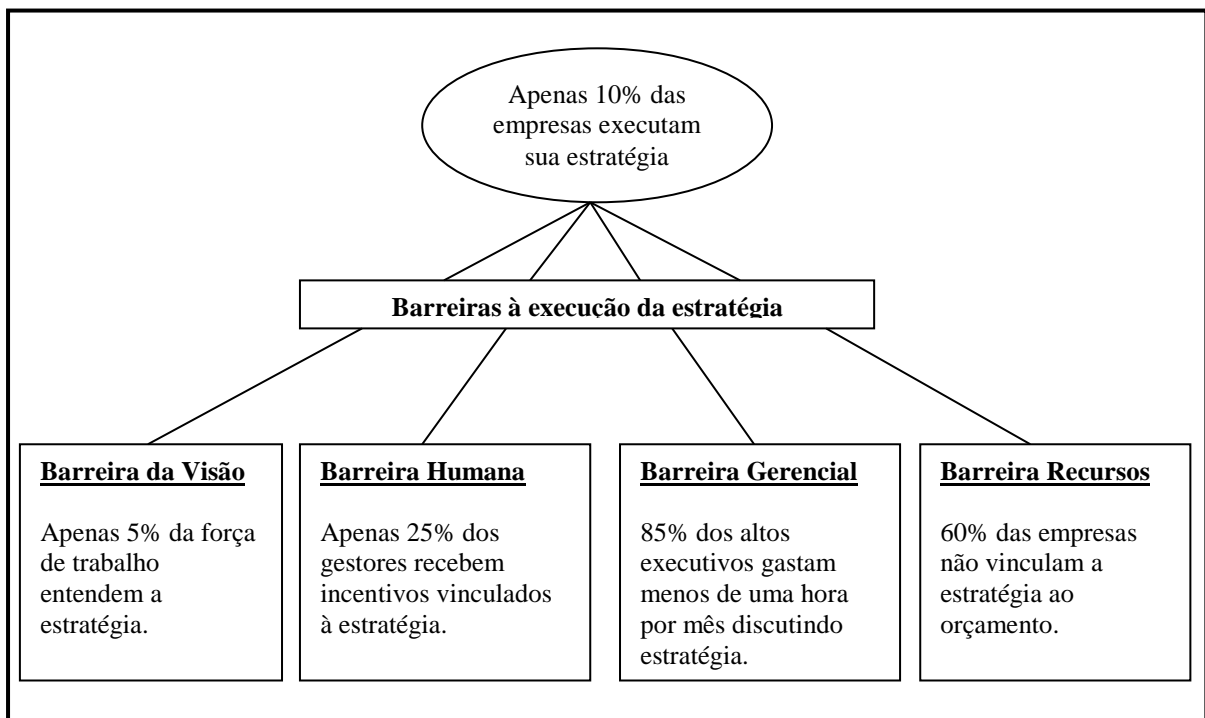 Apenas 10% das
empresas executam
sua estratégia
Barreiras à execução da estratégia
Barreira da Visão
Apenas 5% da força
de trabalho
entendem a
estratégia.
Barreira Humana
Apenas 25% dos
gestores recebem
incentivos vinculados
à estratégia.
Barreira Gerencial
85% dos altos
executivos gastam
menos de uma hora
por mês discutindo
estratégia.
Barreira Recursos
60% das empresas
não vinculam a
estratégia ao
orçamento.